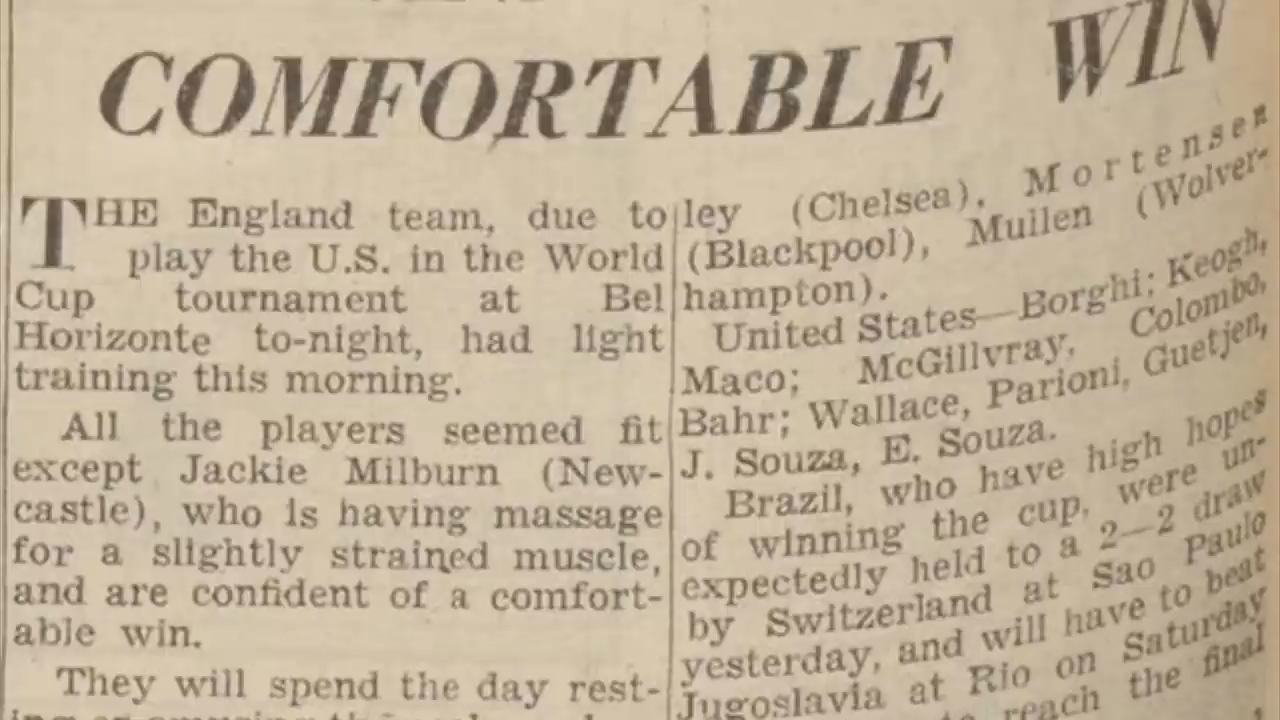 COMFORTABLE WIN
THE England team, due to
play the U.S. in the World
Cup tournament at Bel
Horizonte to-night, had light
training this morning.
All the players seemed fit
except Jackie Milburn (New-
castle), who is having massage
for a slightly strained muscle,
and are confident of a comfort-
able win.
They will spend the day rest-
ley (Chelsea), Mortensen
(Blackpool), Mullen (Wolver-
hampton).
United States—Borghi; Keogh,
Maco; McGillvray, Colombo,
Bahr; Wallace, Parioni, Guetjen,
J. Souza, E. Souza.
Brazil, who have high hopes
of winning the cup, were un-
expectedly held to a 2—2 draw
by Switzerland at Sao Paulo
yesterday, and will have to beat
Jugoslavia at Rio on Saturday
to reach the final